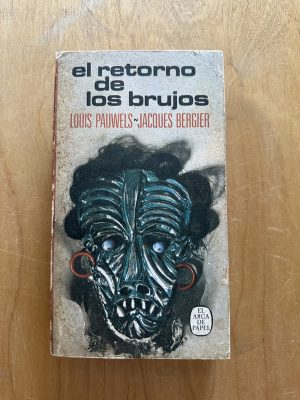 el retorno
de
los brujos
LOUIS PAUWELS~JACQUES BERGIER
EL
ARCA
DE
PAPEL